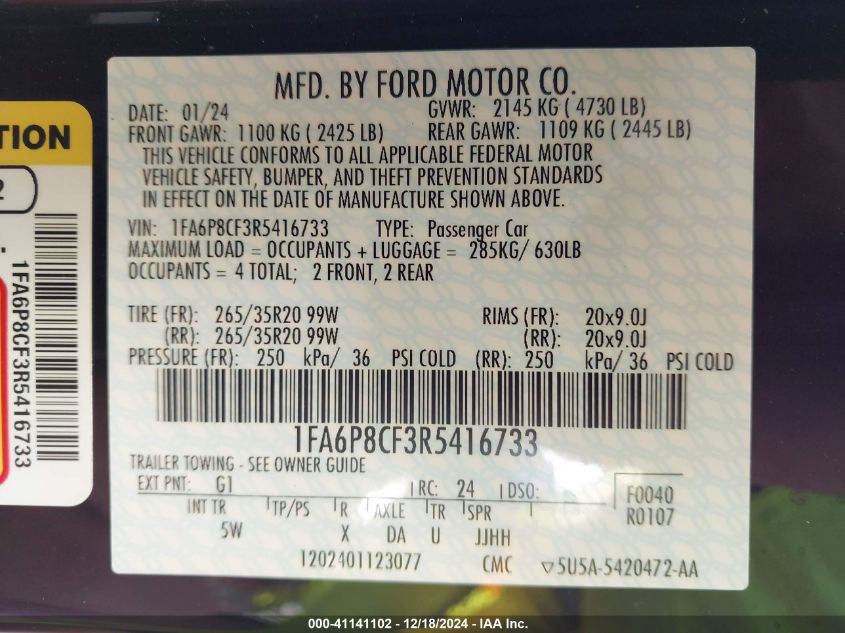 MFD. BY FORD MOTOR CO.
DATE: 01/24 GVWR: 2145 KG ( 4730 LB)
FRONT GAWR: 1100 KG ( 2425 LB) REAR GAWR: 1109 KG ( 2445 LB)
THIS VEHICLE CONFORMS TO ALL APPLICABLE FEDERAL MOTOR
VEHICLE SAFETY, BUMPER, AND THEFT PREVENTION STANDARDS
IN EFFECT ON THE DATE OF MANUFACTURE SHOWN ABOVE.
VIN: 1FA6P8CF3R5416733 TYPE: Passenger Car
MAXIMUM LOAD = OCCUPANTS + LUGGAGE = 285KG/ 630LB
OCCUPANTS = 4 TOTAL; 2 FRONT, 2 REAR
TIRE (FR): 265/35R20 99W RIMS (FR): 20x9.0J
(RR): 265/35R20 99W (RR): 20x9.0J
PRESSURE (FR): 250 kPa/ 36 PSI COLD (RR): 250 kPa/ 36 PSI COLD
1FA6P8CF3R5416733
TRAILER TOWING - SEE OWNER GUIDE
EXT PNT: G1 RC: 24 DSO: F0040
INT TR TP/PS R AXLE TR SPR R0107
5W X DA U JJHH
1202401123077 CMC ▽5U5A-5420472-AA
TION
2
1FA6P8CF3R5416733
000-41141102 - 12/18/2024 - IAA Inc.